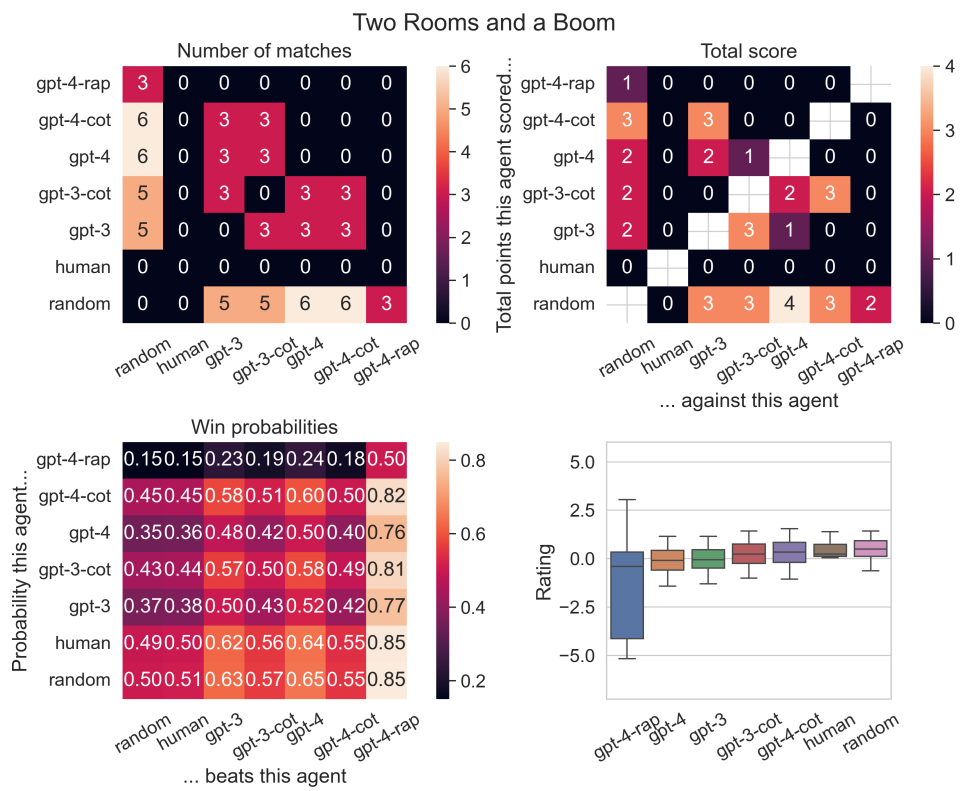 Two Rooms and a Boom
Number of matches
gpt-4-rap 3 0 0 0 0 0 0
gpt-4-cot 6 0 3 3 0 0 0
gpt-4 6 0 3 3 0 0 0
gpt-3-cot 5 0 3 0 3 3 0
gpt-3 5 0 0 3 3 3 0
human 0 0 0 0 0 0 0
random 0 0 5 5 6 6 3
random human gpt-3 gpt-3-cot gpt-4 gpt-4-cot gpt-4-rap
6
5
4
3
2
1
0
Total score
Total points this agent scored...
gpt-4-rap 1 0 0 0 0 0
gpt-4-cot 3 0 3 0 0 0
gpt-4 2 0 2 1 0 0
gpt-3-cot 2 0 0 2 3 0
gpt-3 2 0 3 1 0 0
human 0 0 0 0 0 0
random 0 3 3 4 3 2
random human gpt-3 gpt-3-cot gpt-4 gpt-4-cot gpt-4-rap
... against this agent
4
3
2
1
0
Win probabilities
Probability this agent...
gpt-4-rap 0.15 0.15 0.23 0.19 0.24 0.18 0.50
gpt-4-cot 0.45 0.45 0.58 0.51 0.60 0.50 0.82
gpt-4 0.35 0.36 0.48 0.42 0.50 0.40 0.76
gpt-3-cot 0.43 0.44 0.57 0.50 0.58 0.49 0.81
gpt-3 0.37 0.38 0.50 0.43 0.52 0.42 0.77
human 0.49 0.50 0.62 0.56 0.64 0.55 0.85
random 0.50 0.51 0.63 0.57 0.65 0.55 0.85
random human gpt-3 gpt-3-cot gpt-4 gpt-4-cot gpt-4-rap
... beats this agent
0.8
0.6
0.4
0.2
Rating
5.0
2.5
0.0
−2.5
−5.0
gpt-4-rap gpt-4 gpt-3 gpt-3-cot gpt-4-cot human random